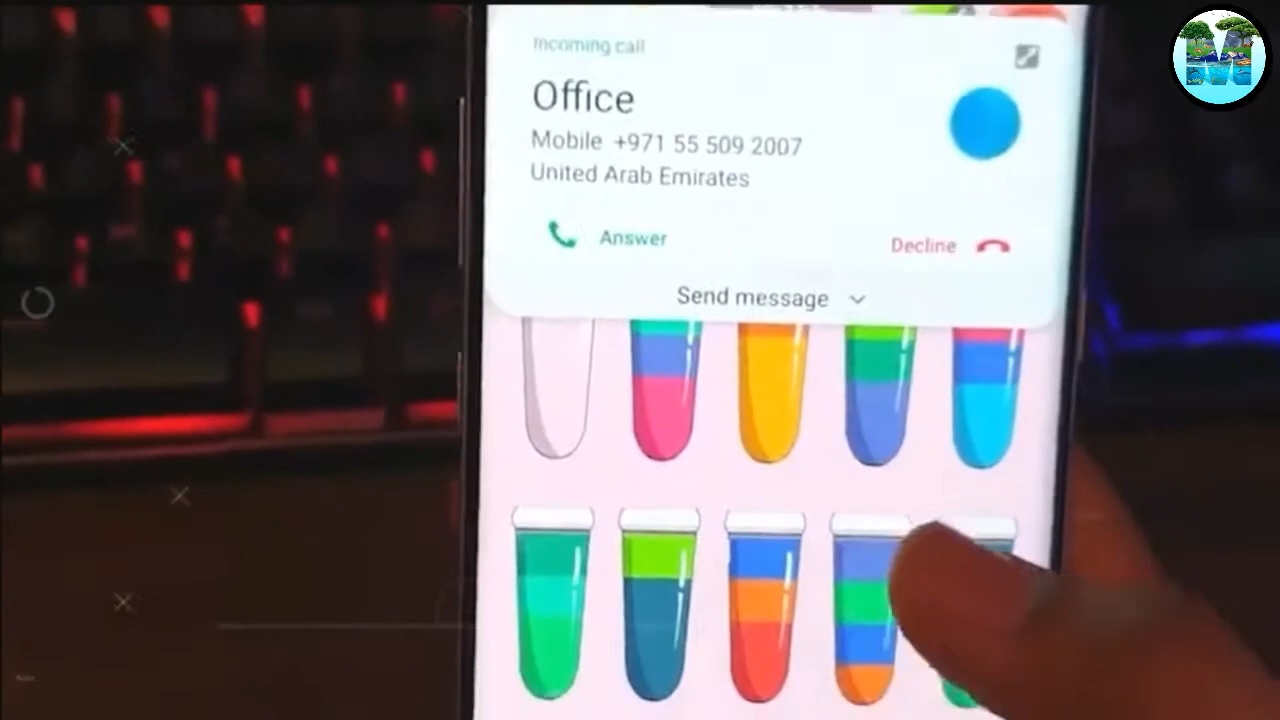 Incoming call
Office
Mobile +971 55 509 2007
United Arab Emirates
Answer
Decline
Send message